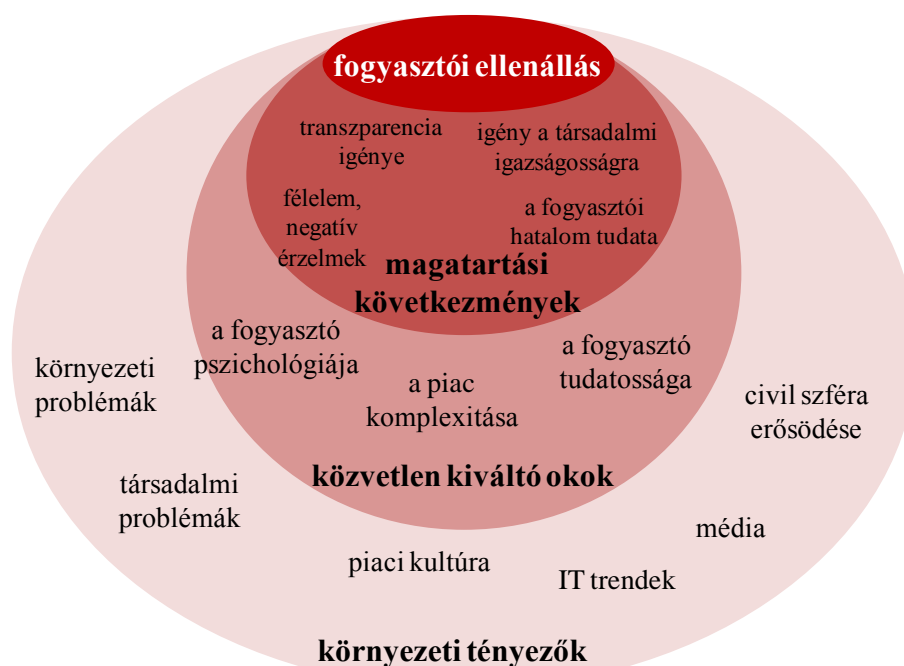 fogyasztói ellenállás
transzparencia
igénye
igény a társadalmi
igazságosságra
félelem,
negatív
érzelmek
a fogyasztói
hatalom tudata
magatartási
következmények
a fogyasztó
pszichológiája
a piac
komplexitása
a fogyasztó
tudatossága
környezeti
problémák
civil szféra
erősödése
közvetlen kiváltó okok
társadalmi
problémák
média
piaci kultúra
IT trendek
környezeti tényezők